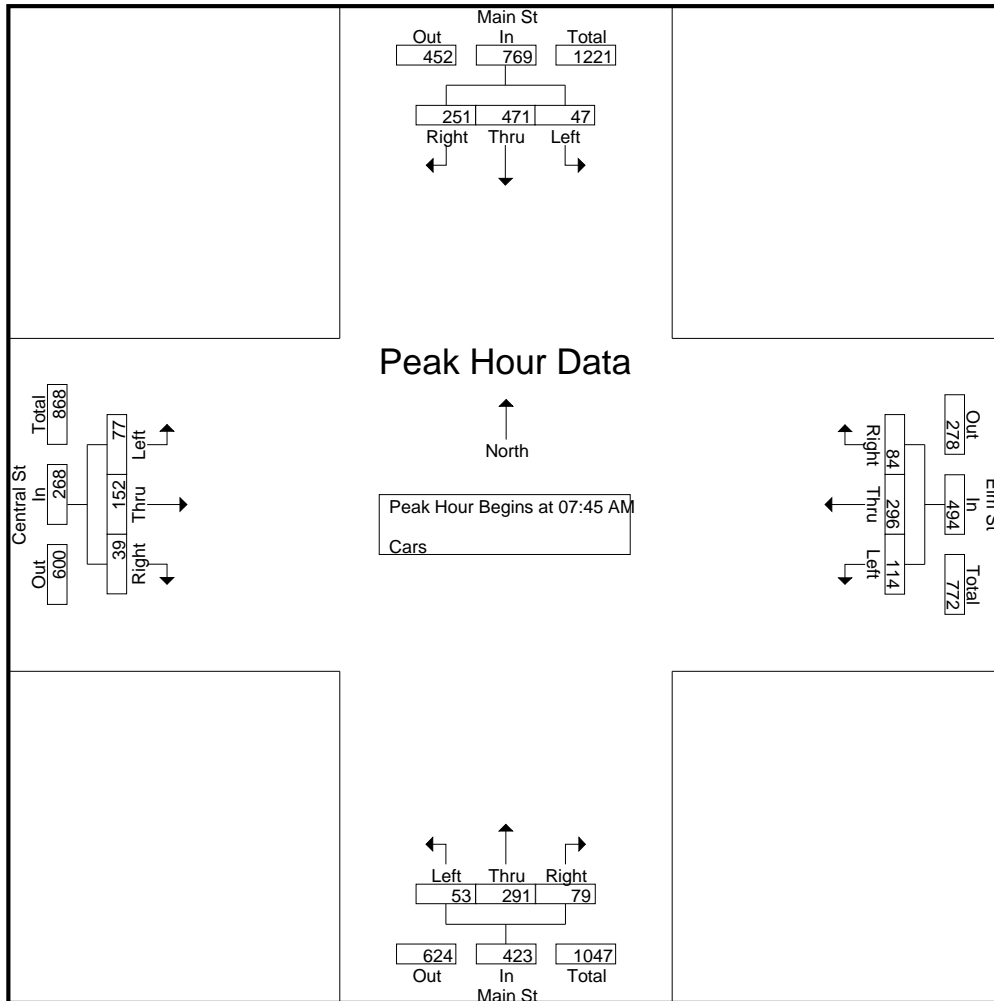 Main St
Out In Total
452 769 1221
251 471 47
Right Thru Left
Peak Hour Data
North
Peak Hour Begins at 07:45 AM
Cars
Central St
Total In Out
868 268 600
77 152 39
Left Thru Right
Right Thru Left
84 296 114
Out In Total
278 494 772
Elm St
Left Thru Right
53 291 79
624 423 1047
Out In Total
Main St